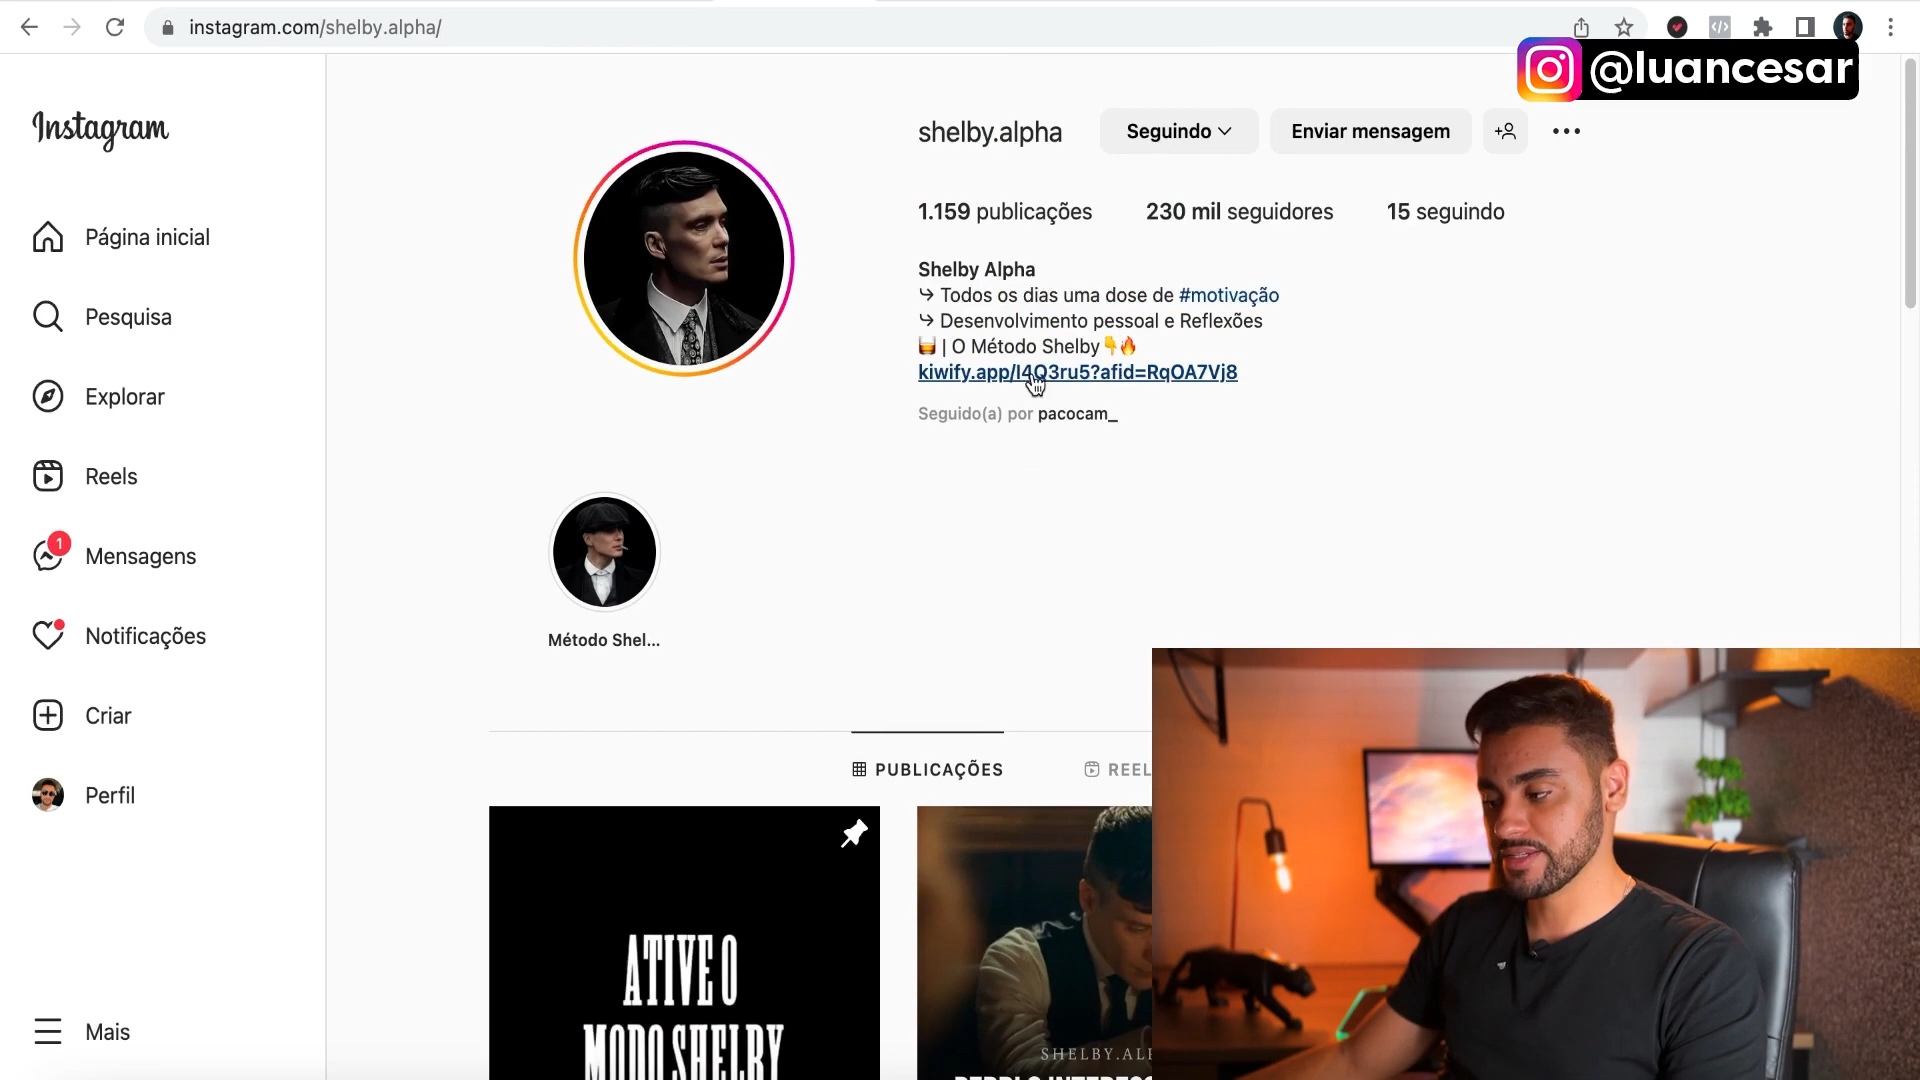 instagram.com/shelby.alpha/
@luancesar
Instagram
shelby.alpha
Seguindo
Enviar mensagem
1.159 publicações
230 mil seguidores
15 seguindo
Shelby Alpha
↪ Todos os dias uma dose de #motivação
↪ Desenvolvimento pessoal e Reflexões
🥃 | O Método Shelby👇🔥
kiwify.app/I4Q3ru5?afid=RqOA7Vj8
Seguido(a) por pacocam_
Página inicial
Pesquisa
Explorar
Reels
1
Mensagens
Notificações
Criar
Perfil
Mais
Método Shel...
PUBLICAÇÕES
REEL
ATIVE O
MODO SHELBY
SHELBY.AL